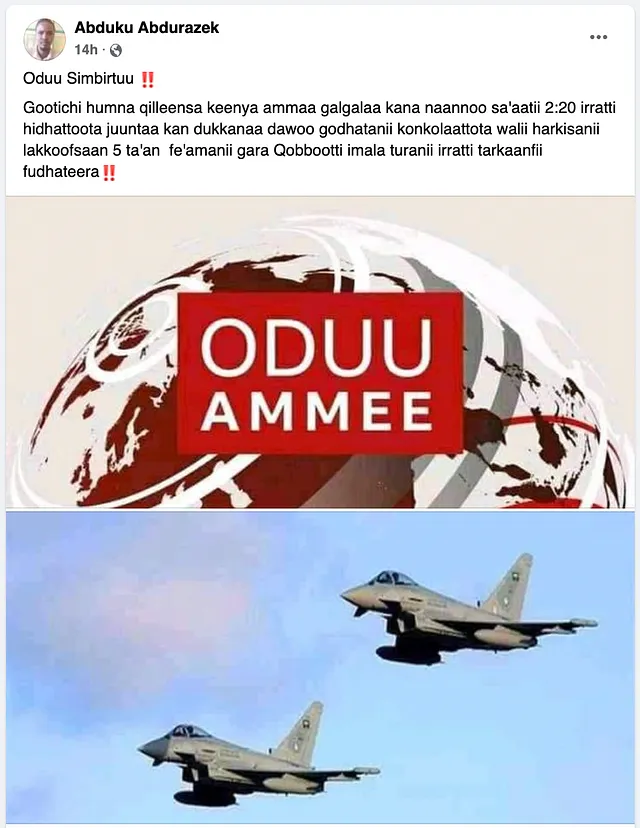 Abduku Abdurazek
14h ·
Oduu Simbirtuu ‼️
Gootichi humna qilleensa keenya ammaa galgalaa kana naannoo sa'aatii 2:20 irratti
hidhattoota juuntaa kan dukkanaa dawoo godhatanii konkolaattota walii harkisanii
lakkoofsaan 5 ta'an fe'amanii gara Qobbootti imala turanii irratti tarkaanfii
fudhateera‼️
ODUU
AMMEE